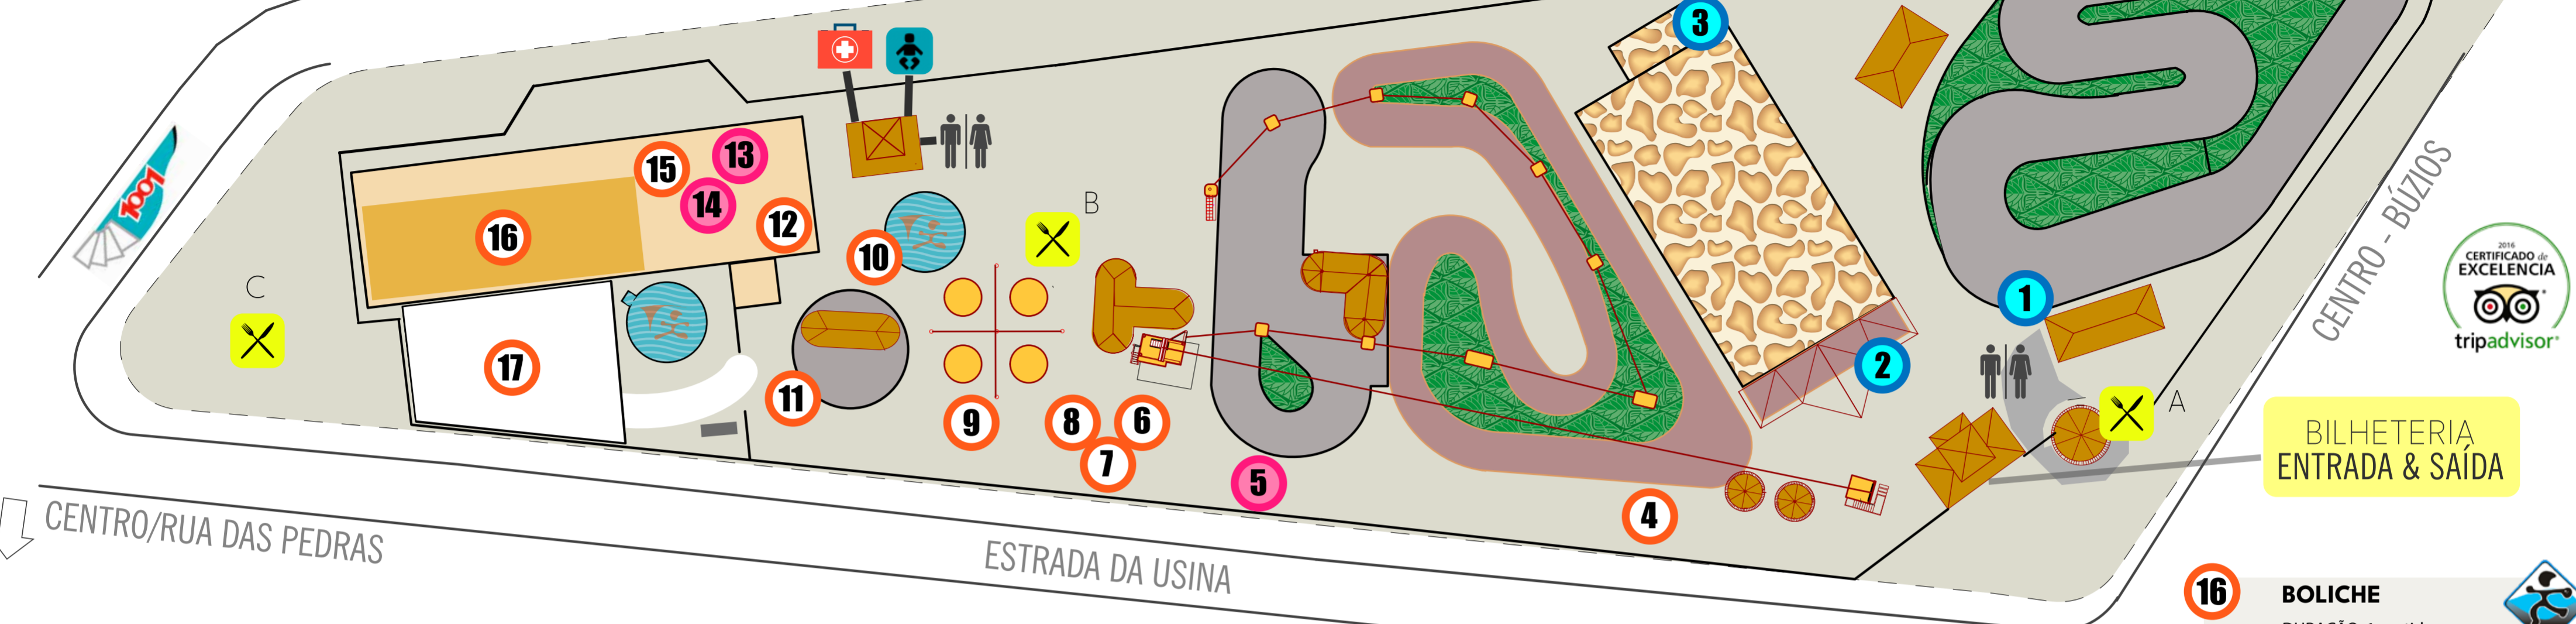 3
13
15
14
16
12
B
10
C
1001
1
2
17
11
9
8
6
7
5
4
A
CENTRO - BÚZIOS
2016
CERTIFICADO de
EXCELENCIA
tripadvisor®
BILHETERIA
ENTRADA & SAÍDA
CENTRO/RUA DAS PEDRAS
ESTRADA DA USINA
16
BOLICHE